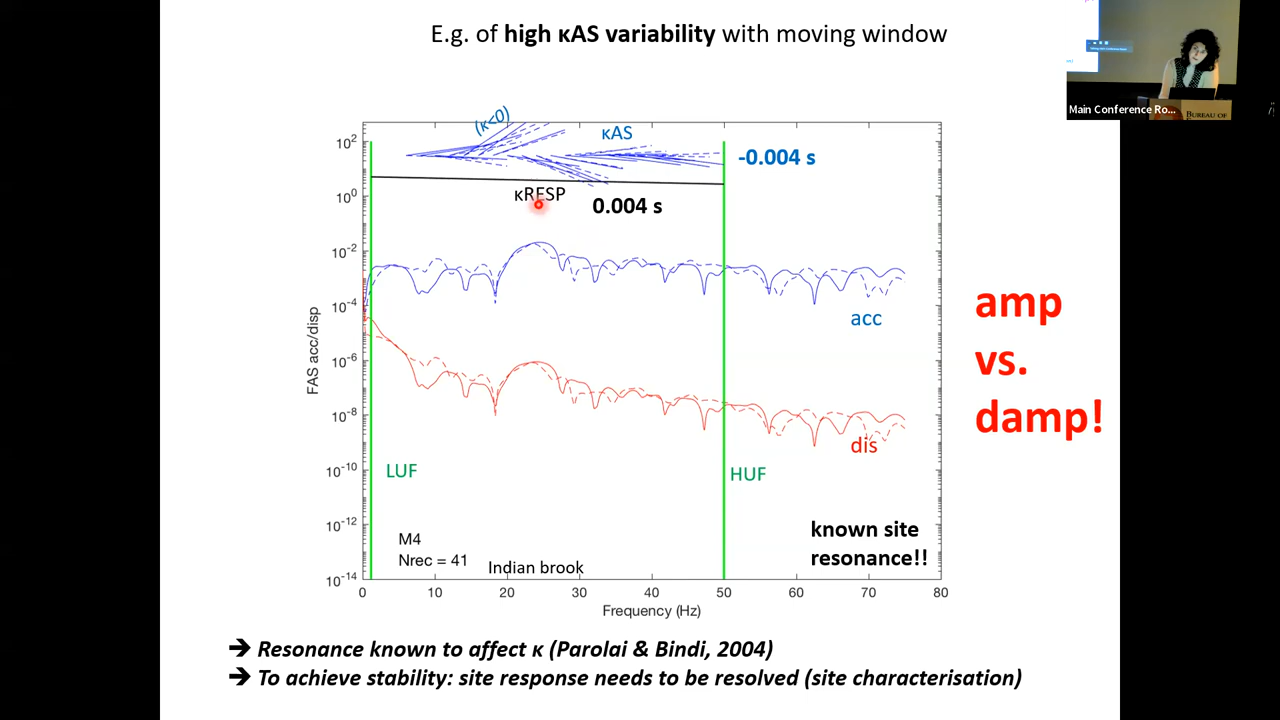 E.g. of high κAS variability with moving window
Main Conference Ro...
BUREAU OF
(κ<0)
κAS
-0.004 s
κRESP
0.004 s
10²
10⁰
10⁻²
10⁻⁴
10⁻⁶
10⁻⁸
10⁻¹⁰
10⁻¹²
10⁻¹⁴
FAS acc/disp
acc
dis
LUF
HUF
amp
vs.
damp!
known site
resonance!!
M4
Nrec = 41
Indian brook
0 10 20 30 40 50 60 70 80
Frequency (Hz)
➔ Resonance known to affect κ (Parolai & Bindi, 2004)
➔ To achieve stability: site response needs to be resolved (site characterisation)